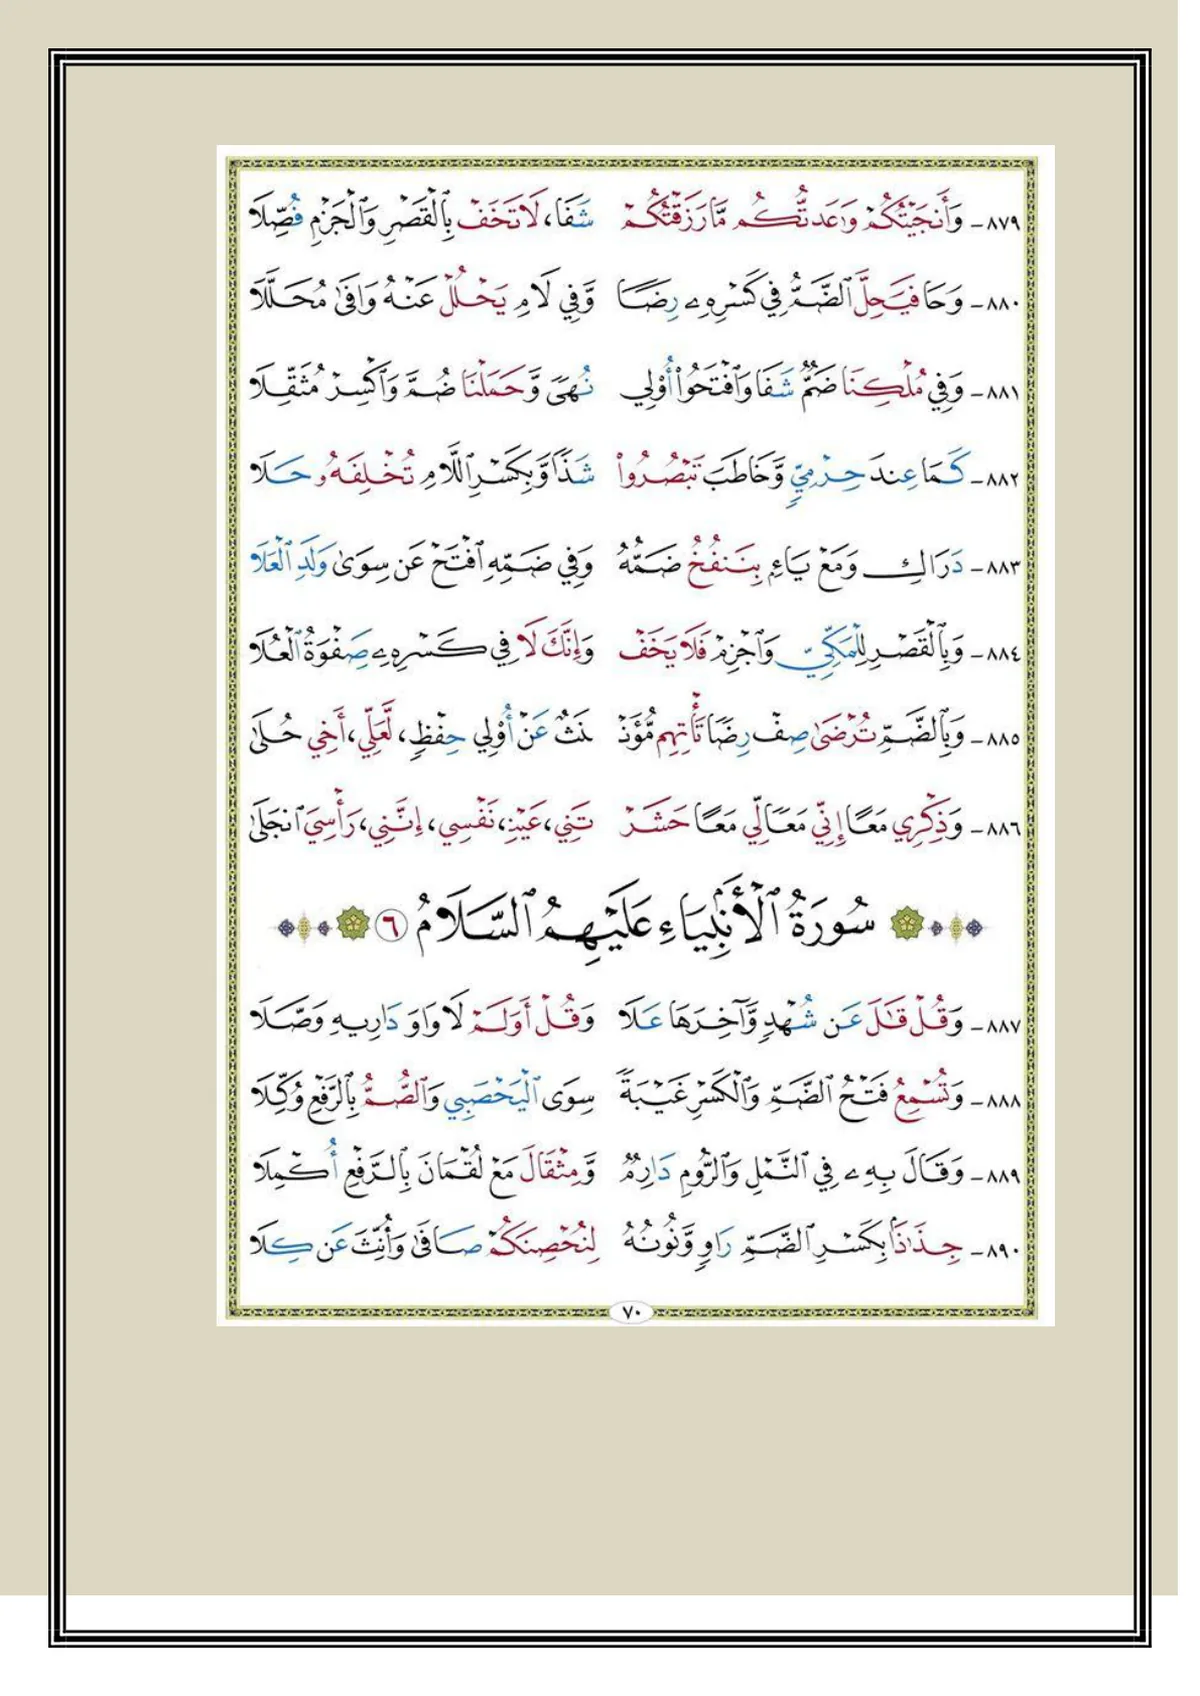 ٨٧٩- وَأَنجَيْتُكُمْ وَاعَدتُّكُم مَّا رَزَقْتُكُمْ شَفَا، لَا تَخَفْ بِالْقَصْرِ وَالْجَزْمِ فُصِّلَا
٨٨٠- وَحَا فَيَحِلَّ الضَّمُّ فِي كَسْرِهِ رِضًا وَّفِي لَامِ يَحْلُلْ عَنْهُ وَافَىٰ مُحَلَّلَا
٨٨١- وَفِي مُلْكِنَا ضَمٌّ شَفَا وَافْتَحُوا أُوْلِي نُهىً وَّحَمَلْنَا ضُمَّ وَاكْسِرْ مُثَقِّلَا
٨٨٢- كَمَا عِندَ حِرْمِيٍّ وَّخَاطَبَ تَبْصُرُوا شَذًا وَّبِكَسْرِ اللَّامِ تُخْلِفَهُ حَلَا
٨٨٣- دَرَاكِ وَمَعْ يَاءٍ بِنَنفُخُ ضَمُّهُ وَفِي ضَمِّهِ افْتَحْ عَن سِوَىٰ وَلَدِ الْعَلَا
٨٨٤- وَبِالْقَصْرِ لِلْمَكِّيِّ وَاجْزِمْ فَلَا يَخَفْ وَإِنَّكَ لَا فِي كَسْرِهِ صَفْوَةُ الْعُلَا
٨٨٥- وَبِالضَّمِّ تُرْضَىٰ صِفْ رِضًا تَأْتِهِم مُّؤَنْ نَثٌ عَنْ أُوْلِي حِفْظٍ، لَّعَلِّي، أَخِي حُلَىٰ
٨٨٦- وَذِكْرِي مَعًا إِنِّي مَعًا لِّي مَعًا حَشَرْ تَنِي، عَيْنِ، نَفْسِي، إِنَّنِي، رَأْسِيَ انجَلَىٰ
سُورَةُ الْأَنْبِيَاءِ عَلَيْهِمُ السَّلَامُ ٦
٨٨٧- وَقُلْ قَالَ عَن شُهْدٍ وَّآخِرَهَا عَلَا وَقُلْ أَوَلَمْ لَا وَاوَ دَارِيهِ وَصَّلَا
٨٨٨- وَتُسْمِعُ فَتْحُ الضَّمِّ وَالْكَسْرِ غَيْبَةً سِوَى الْيَحْصَبِي وَالصُّمُّ بِالرَّفْعِ وُكِّلَا
٨٨٩- وَقَالَ بِهِ فِي النَّمْلِ وَالرُّومِ دَارِمٌ وَّمِثْقَالَ مَعْ لُقْمَانَ بِالرَّفْعِ أُكْمِلَا
٨٩٠- جِذَاذًا بِكَسْرِ الضَّمِّ رَاوٍ وَّنُونُهُ لِنُحْصِنَكُمْ صَافَىٰ وَأُنِّثَ عَن كِلَا
٧٠